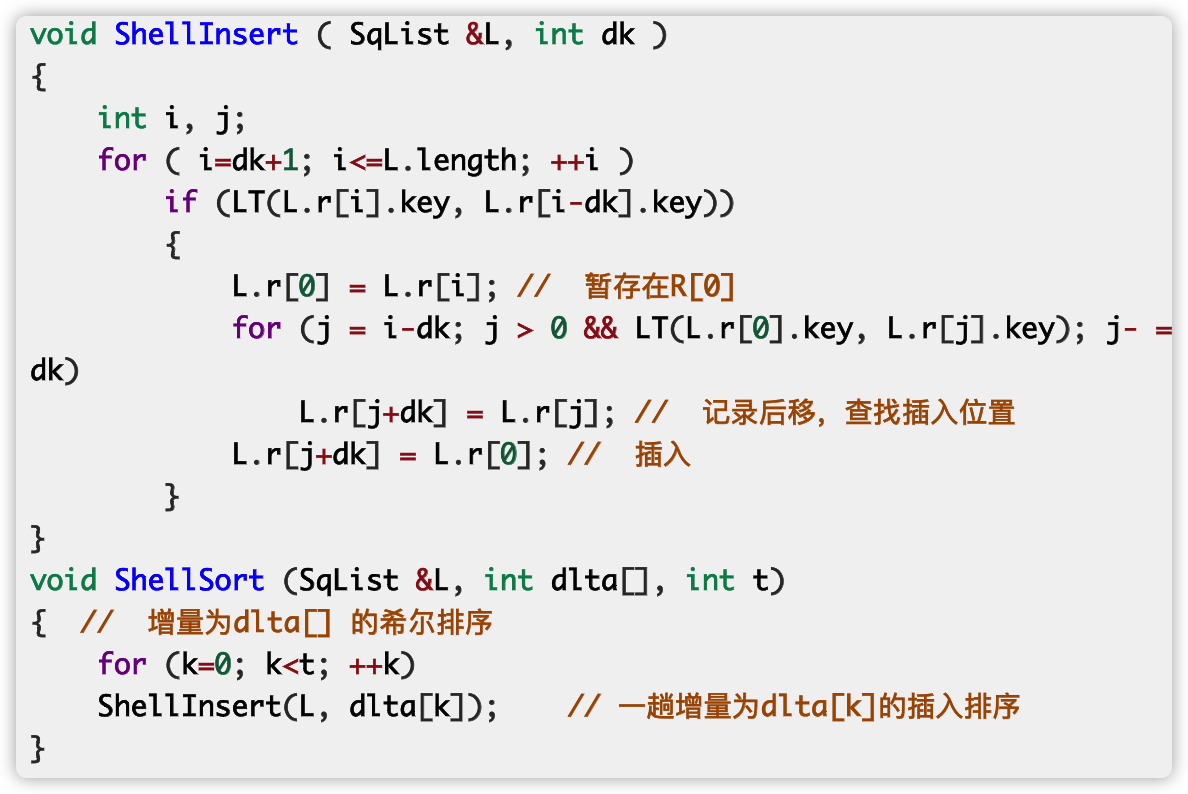 void ShellInsert ( SqList &L, int dk )
{
    int i, j;
    for ( i=dk+1; i<=L.length; ++i )
        if (LT(L.r[i].key, L.r[i-dk].key))
        {
            L.r[0] = L.r[i]; //  暂存在R[0]
            for (j = i-dk; j > 0 && LT(L.r[0].key, L.r[j].key); j- =
dk)
                L.r[j+dk] = L.r[j]; //  记录后移，查找插入位置
            L.r[j+dk] = L.r[0]; //  插入
        }
}
void ShellSort (SqList &L, int dlta[], int t)
{  //  增量为dlta[] 的希尔排序
    for (k=0; k<t; ++k)
    ShellInsert(L, dlta[k]);    // 一趟增量为dlta[k]的插入排序
}